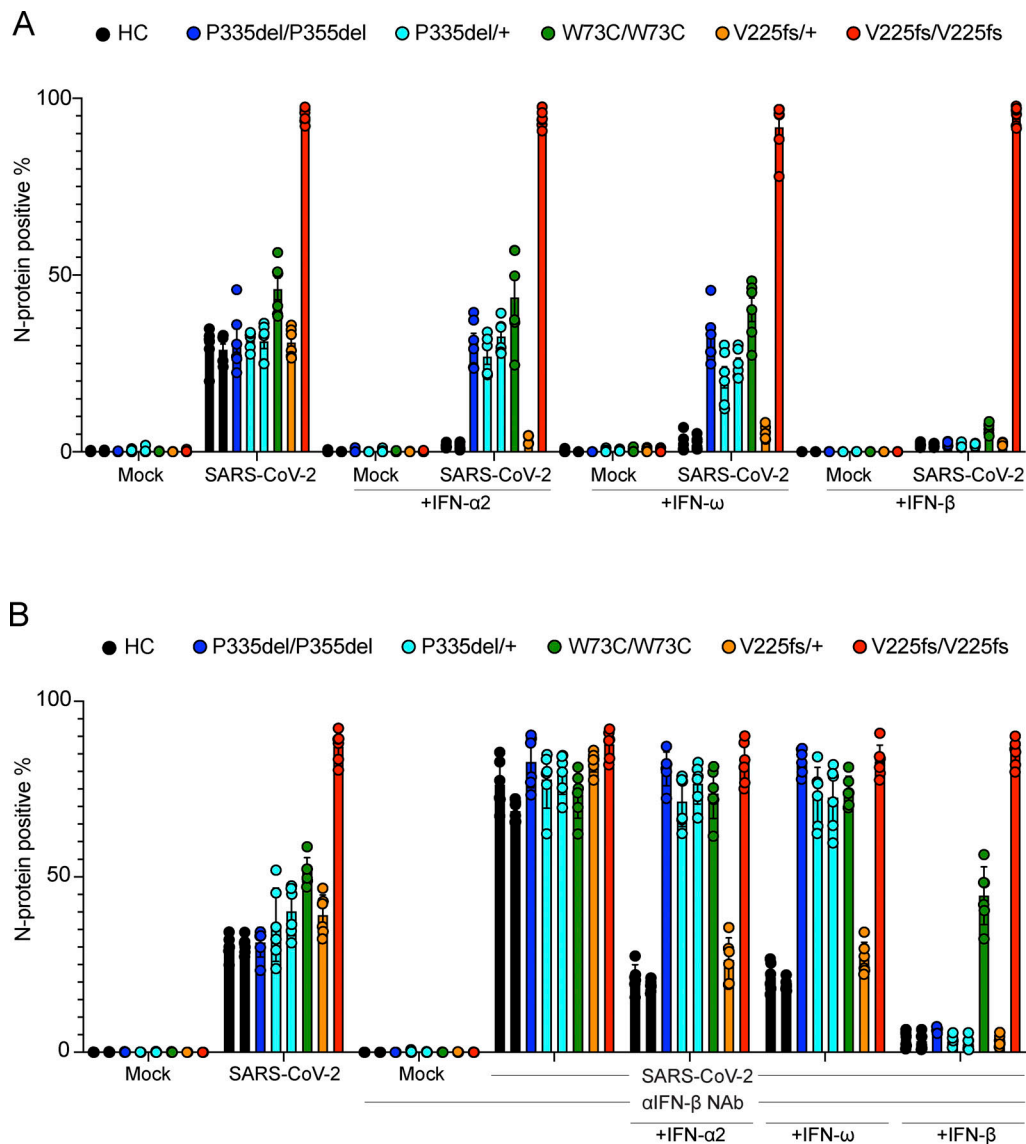 A
HC P335del/P355del P335del/+ W73C/W73C V225fs/+ V225fs/V225fs
100
50
0
N-protein positive %
Mock SARS-CoV-2 Mock SARS-CoV-2 Mock SARS-CoV-2 Mock SARS-CoV-2
+IFN-α2 +IFN-ω +IFN-β
B
HC P335del/P355del P335del/+ W73C/W73C V225fs/+ V225fs/V225fs
100
50
0
N-protein positive %
Mock SARS-CoV-2 Mock SARS-CoV-2
αIFN-β NAb
+IFN-α2 +IFN-ω +IFN-β